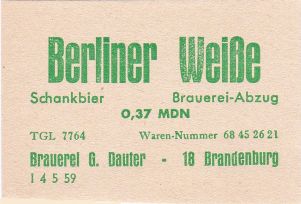 Berliner Weiße
Schankbier Brauerei-Abzug
0,37 MDN
TGL 7764 Waren-Nummer 68 45 26 21
Brauerei G. Dauter - 18 Brandenburg
1 4 5 59